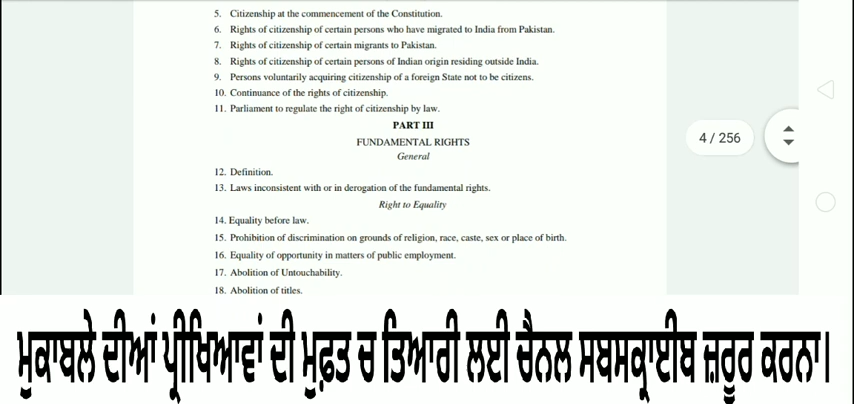 5. Citizenship at the commencement of the Constitution.
6. Rights of citizenship of certain persons who have migrated to India from Pakistan.
7. Rights of citizenship of certain migrants to Pakistan.
8. Rights of citizenship of certain persons of Indian origin residing outside India.
9. Persons voluntarily acquiring citizenship of a foreign State not to be citizens.
10. Continuance of the rights of citizenship.
11. Parliament to regulate the right of citizenship by law.
PART III
4 / 256
FUNDAMENTAL RIGHTS
General
12. Definition.
13. Laws inconsistent with or in derogation of the fundamental rights.
Right to Equality
14. Equality before law.
15. Prohibition of discrimination on grounds of religion, race, caste, sex or place of birth.
16. Equality of opportunity in matters of public employment.
17. Abolition of Untouchability.
18. Abolition of titles.
ਮੁਕਾਬਲੇ ਦੀਆਂ ਪ੍ਰੀਖਿਆਵਾਂ ਦੀ ਮੁਫ਼ਤ ਚ ਤਿਆਰੀ ਲਈ ਚੈਨਲ ਸਬਸਕ੍ਰਾਈਬ ਜ਼ਰੂਰ ਕਰਨਾ।